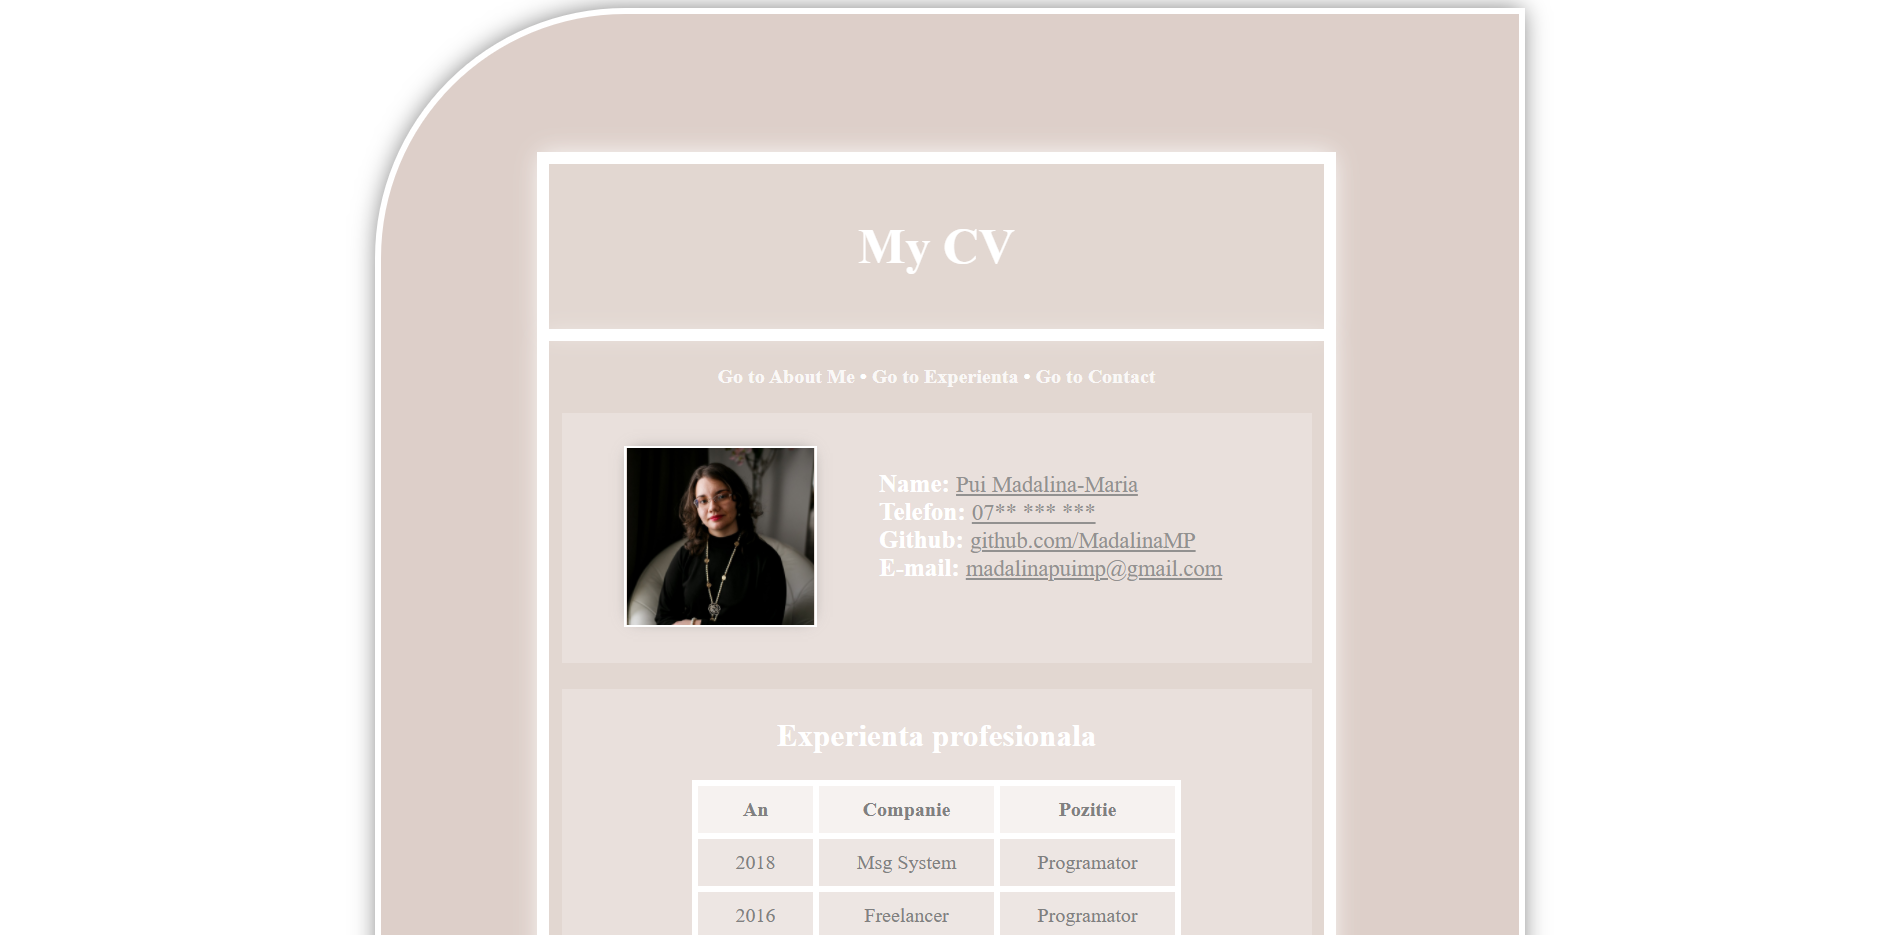 My CV
Go to About Me • Go to Experienta • Go to Contact
Name: Pui Madalina-Maria
Telefon: 07** *** ***
Github: github.com/MadalinaMP
E-mail: madalinapuimp@gmail.com
Experienta profesionala
An Companie Pozitie
2018 Msg System Programator
2016 Freelancer Programator